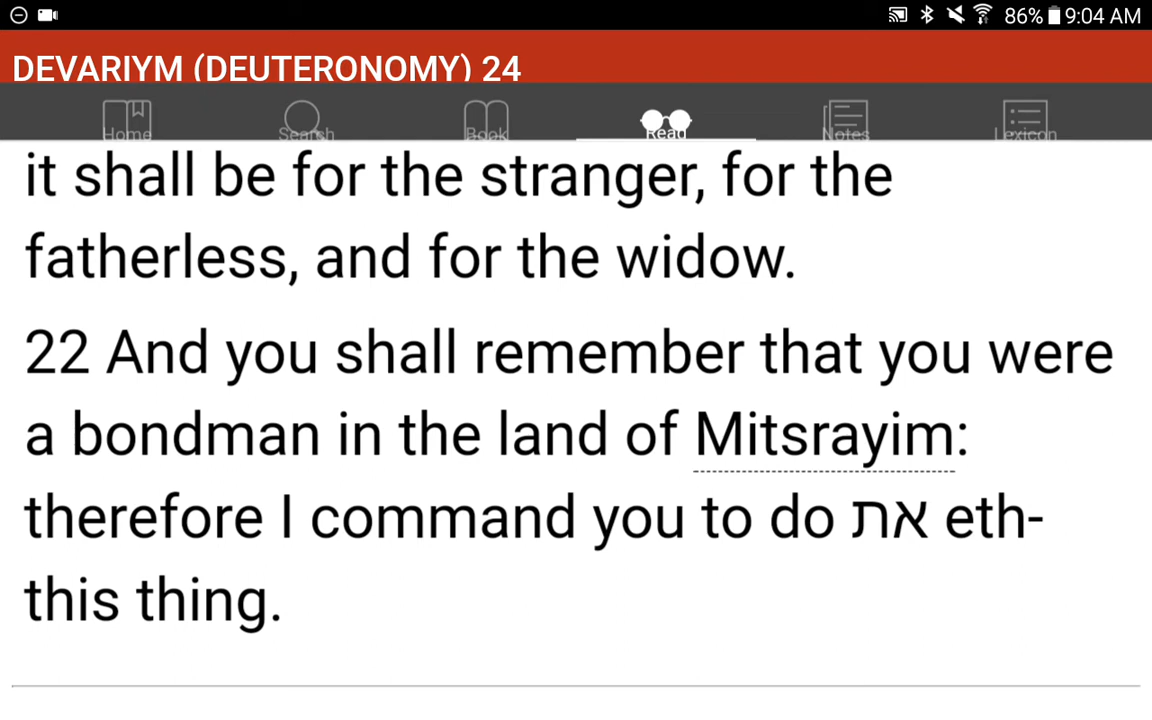 86% 9:04 AM
DEVARIYM (DEUTERONOMY) 24
Home Search Book Read Notes Lexicon
it shall be for the stranger, for the
fatherless, and for the widow.
22 And you shall remember that you were
a bondman in the land of Mitsrayim:
therefore I command you to do את eth-
this thing.